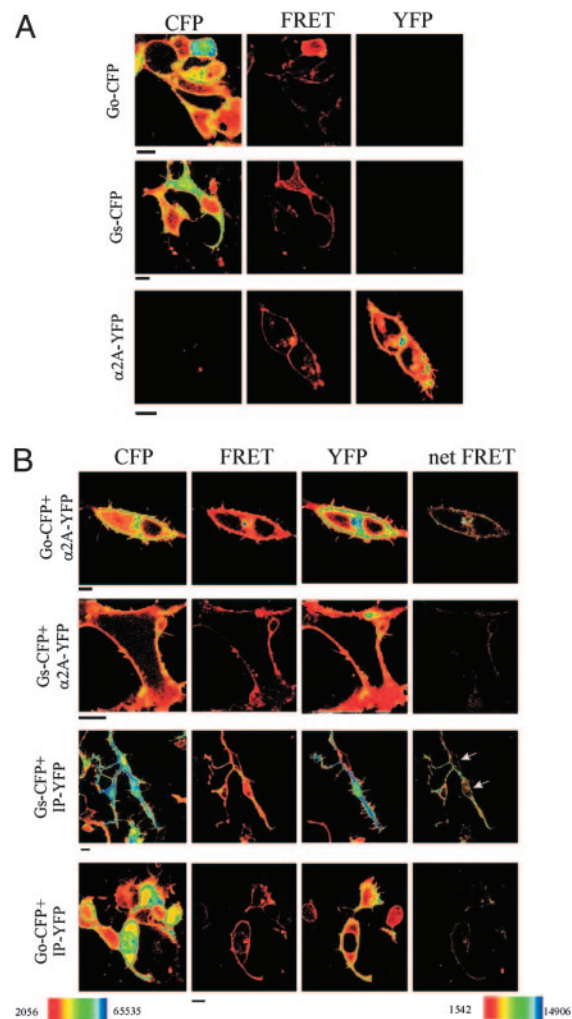 A
CFP FRET YFP
Go-CFP
Gs-CFP
α2A-YFP
B
CFP FRET YFP net FRET
Go-CFP+
α2A-YFP
Gs-CFP+
α2A-YFP
Gs-CFP+
IP-YFP
Go-CFP+
IP-YFP
2056 65535 1542 14906